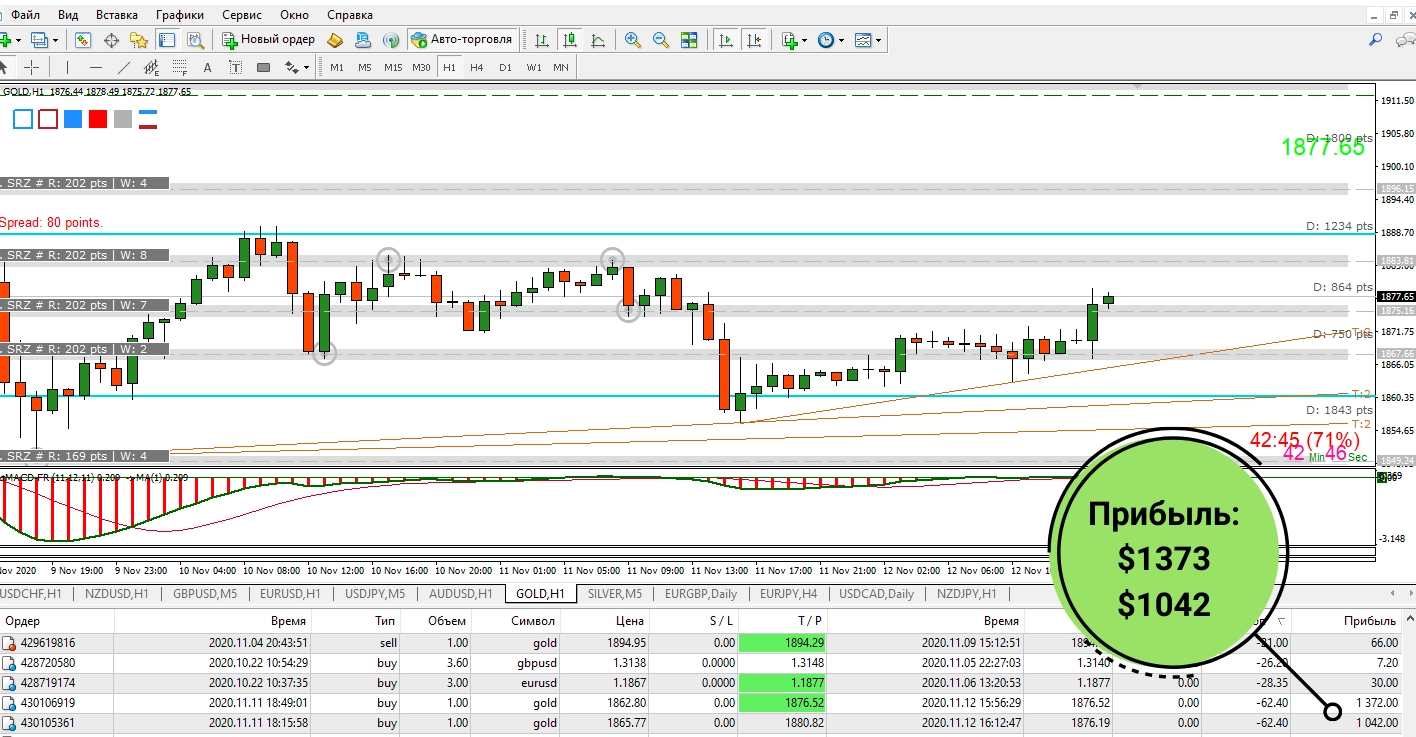 Файл Вид Вставка Графики Сервис Окно Справка
Новый ордер Авто-торговля
A T M1 M5 M15 M30 H1 H4 D1 W1 MN
GOLD,H1 1876.44 1878.49 1875.72 1877.65
1911.50
D: 1809 pts 1905.80
1877.65
1900.10
. SRZ # R: 202 pts | W: 4 1896.15
1894.40
Spread: 80 points.
D: 1234 pts 1888.70
. SRZ # R: 202 pts | W: 8 1883.81
D: 864 pts
1877.65
. SRZ # R: 202 pts | W: 7 1875.16
D: 750 pts 1871.75
. SRZ # R: 202 pts | W: 2 1867.66
1866.05
T:2 1860.35
D: 1843 pts
T:2 1854.65
42:45 (71%)
42 Min 46 Sec
. SRZ # R: 169 pts | W: 4 1849.24
MACD-FR (11,12,11) 0.209 ->MA(1) 0.209
-3.148
2020 9 Nov 19:00 9 Nov 23:00 10 Nov 04:00 10 Nov 08:00 10 Nov 12:00 10 Nov 16:00 10 Nov 20:00 11 Nov 01:00 11 Nov 05:00 11 Nov 09:00 11 Nov 13:00 11 Nov 17:00 11 Nov 21:00 12 Nov 02:00 12 Nov 06:00 12 Nov
USDCHF,H1 NZDUSD,H1 GBPUSD,M5 EURUSD,H1 USDJPY,M5 AUDUSD,H1 GOLD,H1 SILVER,M5 EURGBP,Daily EURJPY,H4 USDCAD,Daily NZDJPY,H1
Прибыль:
$1373
$1042
Ордер Время Тип Объем Символ Цена S / L T / P Время Прибыль
429619816 2020.11.04 20:43:51 sell 1.00 gold 1894.95 0.00 1894.29 2020.11.09 15:12:51 66.00
428720580 2020.10.22 10:54:29 buy 3.60 gbpusd 1.3138 0.0000 1.3148 2020.11.05 22:27:03 1.3140 -26.20 7.20
428719174 2020.10.22 10:37:35 buy 3.00 eurusd 1.1867 0.0000 1.1877 2020.11.06 13:20:53 1.1877 0.00 -28.35 30.00
430106919 2020.11.11 18:49:01 buy 1.00 gold 1862.80 0.00 1876.52 2020.11.12 15:56:29 1876.52 0.00 -62.40 1 372.00
430105361 2020.11.11 18:15:58 buy 1.00 gold 1865.77 0.00 1880.82 2020.11.12 16:12:47 1876.19 0.00 -62.40 1 042.00